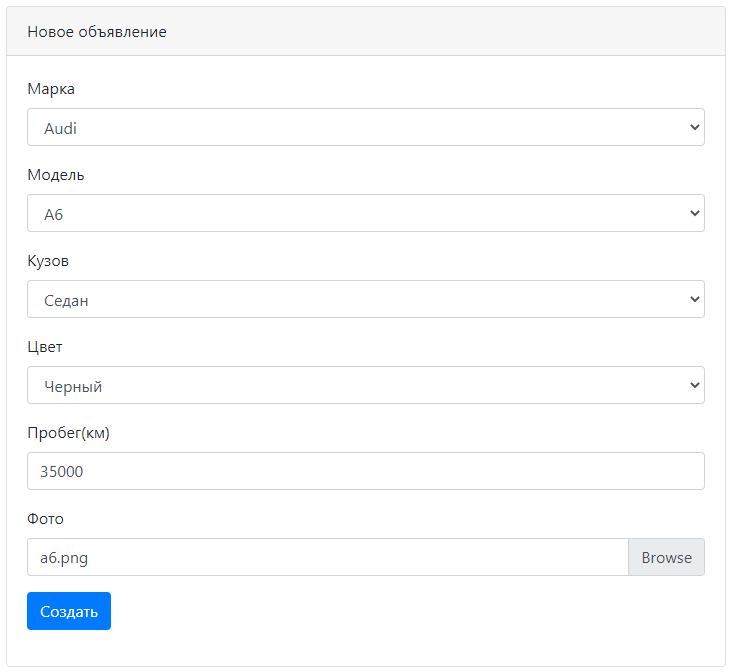 Новое объявление
Марка
Audi
Модель
A6
Кузов
Седан
Цвет
Черный
Пробег(км)
35000
Фото
a6.png
Browse
Создать